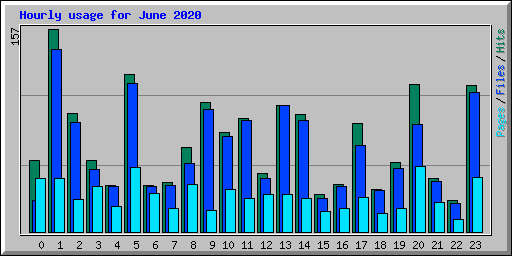 Hourly usage for June 2020
157
Pages/Files/Hits
0 1 2 3 4 5 6 7 8 9 10 11 12 13 14 15 16 17 18 19 20 21 22 23